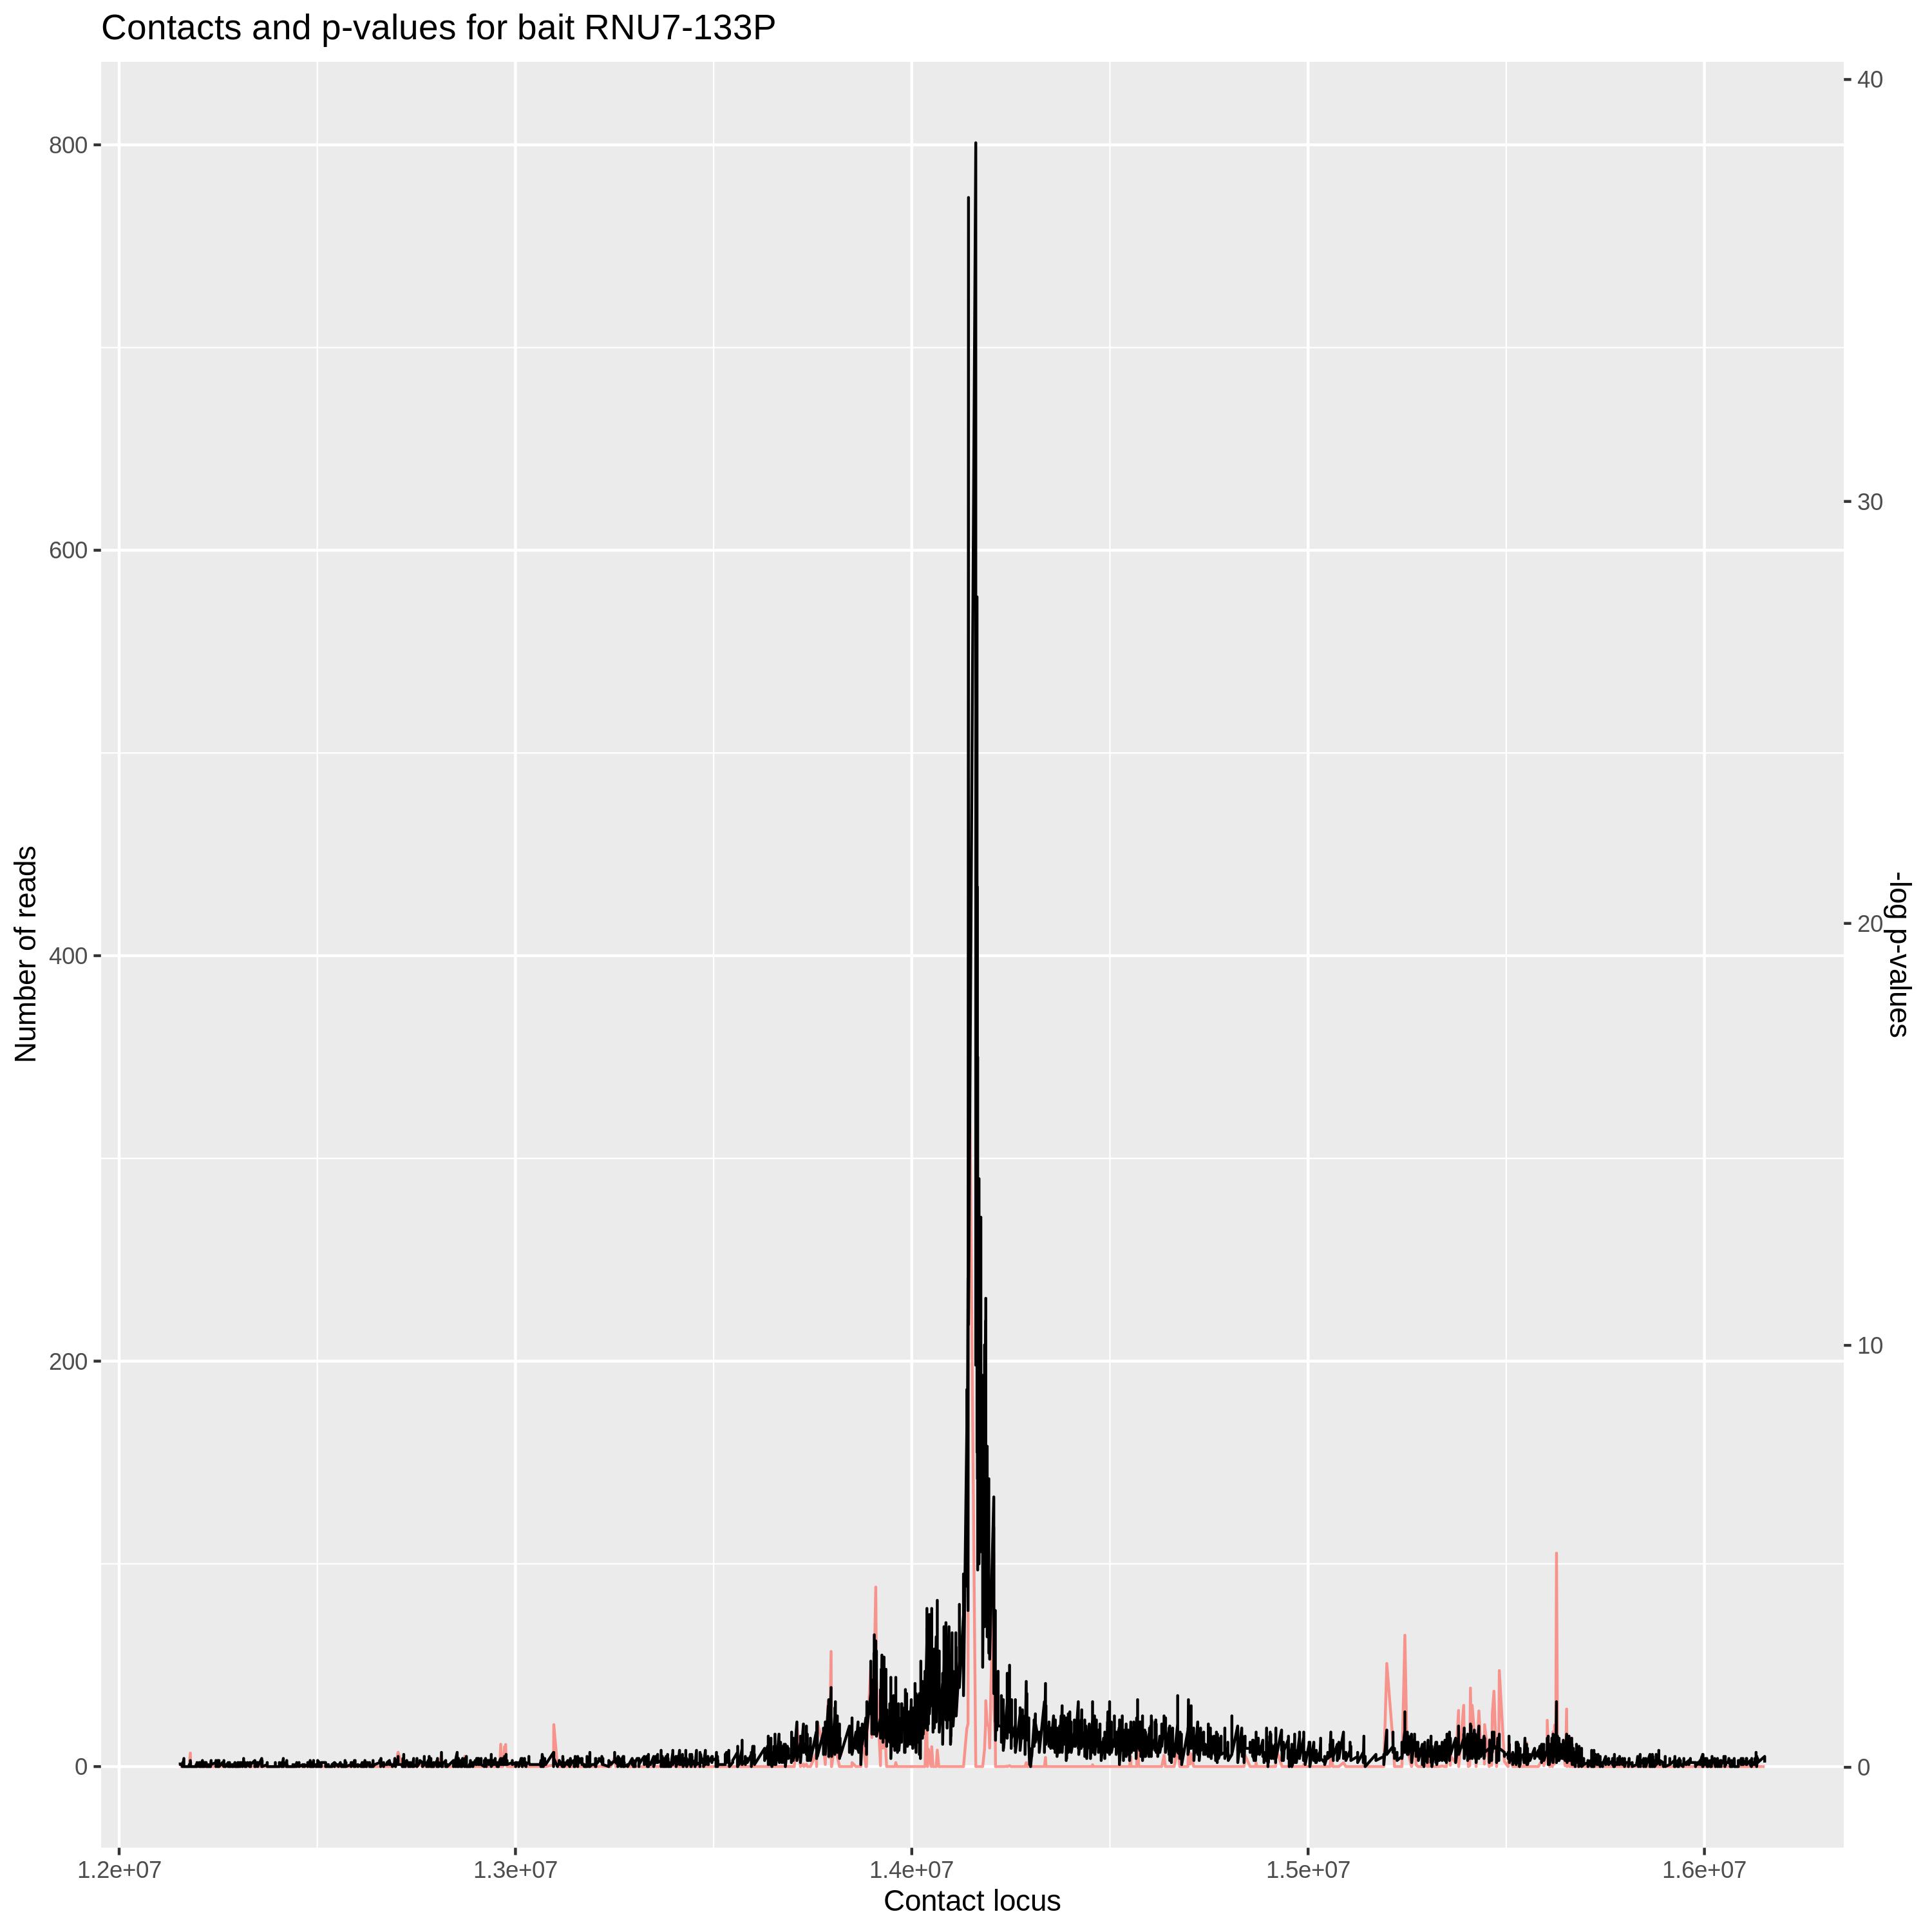 Contacts and p-values for bait RNU7-133P
800
600
400
200
0
Number of reads
40
30
20
10
0
-log p-values
1.2e+07
1.3e+07
1.4e+07
1.5e+07
1.6e+07
Contact locus